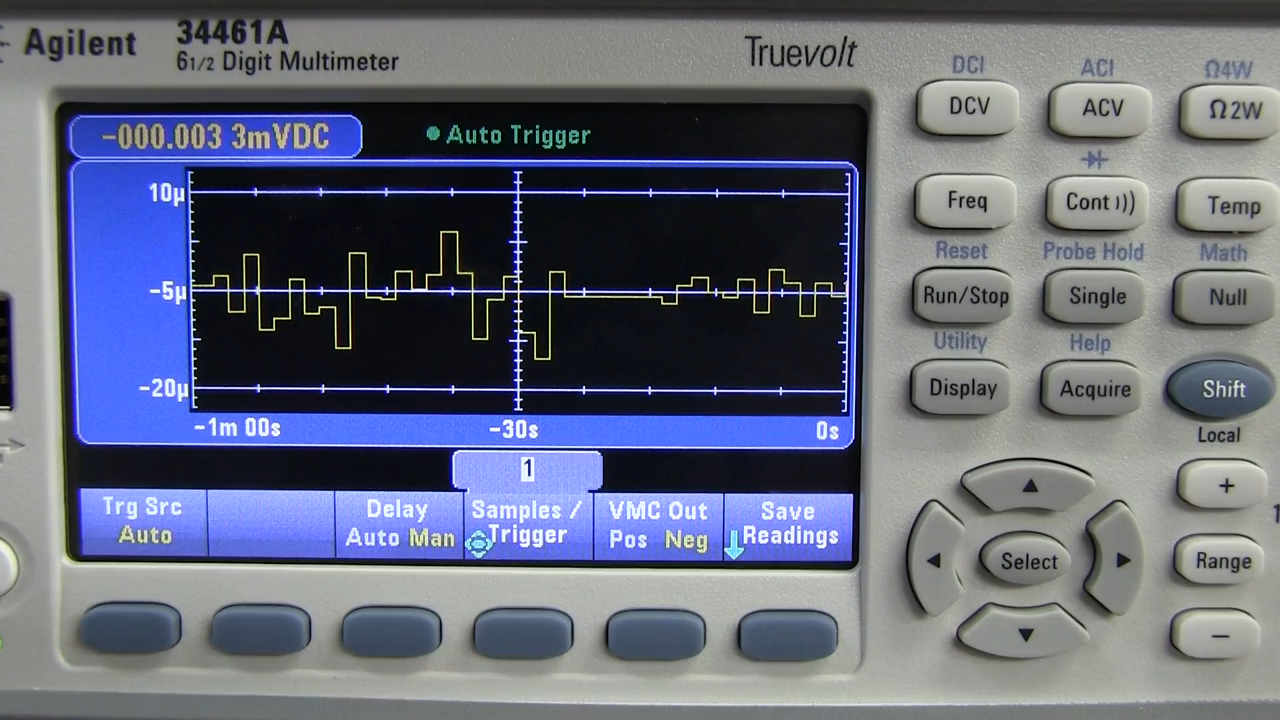 Agilent
34461A
6 1/2 Digit Multimeter
Truevolt
-000.003 3mVDC
Auto Trigger
10µ
-5µ
-20µ
-1m 00s
-30s
0s
1
Trg Src
Auto
Delay
Auto Man
Samples /
Trigger
VMC Out
Pos Neg
Save
Readings
DCI
ACI
Ω4W
DCV
ACV
Ω2W
Freq
Cont
Temp
Reset
Probe Hold
Math
Run/Stop
Single
Null
Utility
Help
Display
Acquire
Shift
Local
+
Select
Range
−